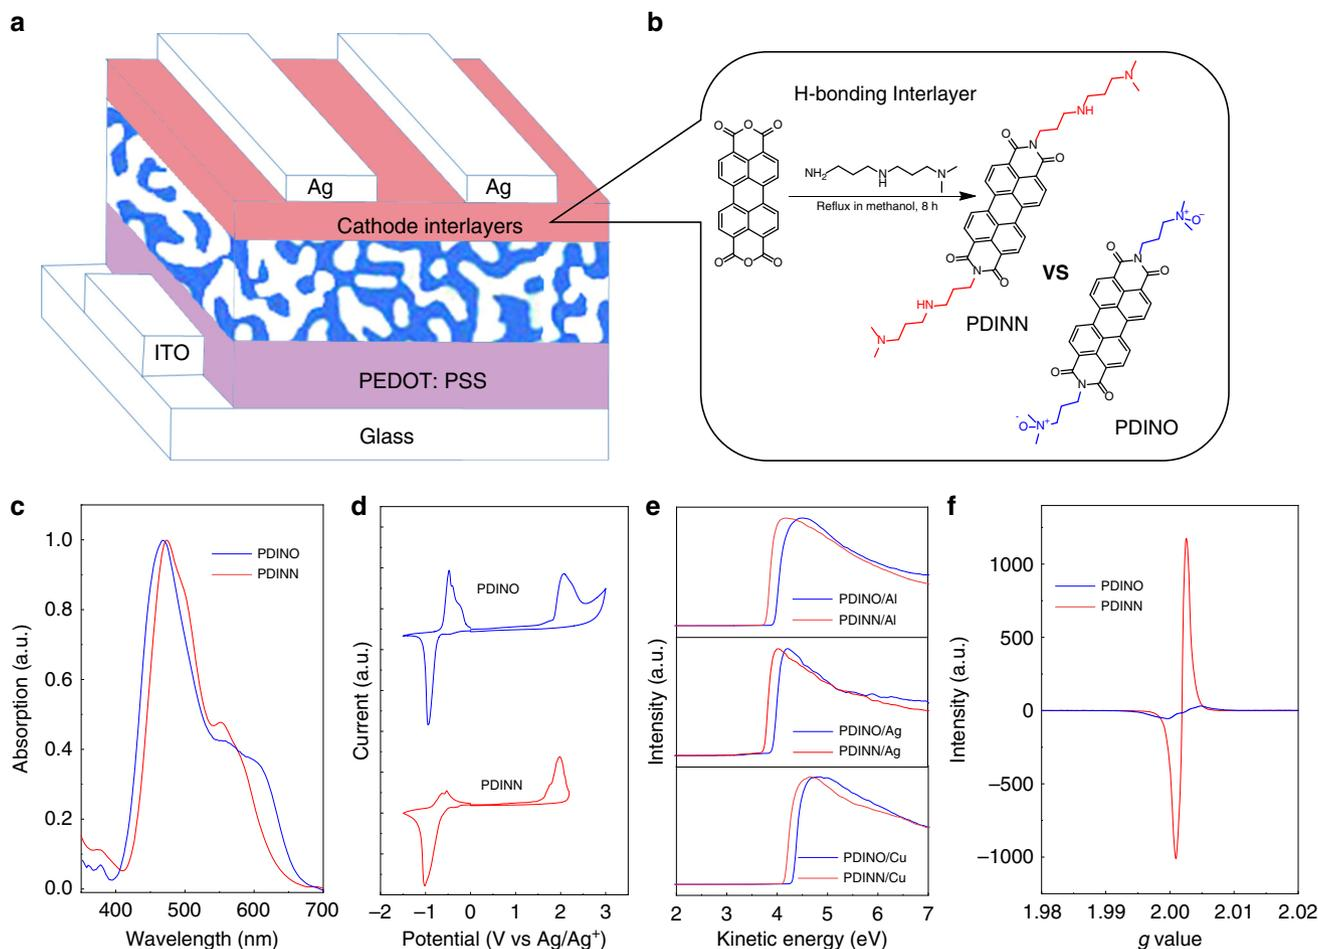 a
b
H-bonding Interlayer
Ag
Ag
Cathode interlayers
ITO
PEDOT: PSS
Glass
O O O
O O O
NH2
N
H
N
Reflux in methanol, 8 h
N
NH
O
N
O
O
N
O
HN
N
PDINN
VS
N+
O-
O
N
O
O
N
O
-
O
N+
PDINO
c
1.0
0.8
0.6
0.4
0.2
0.0
Absorption (a.u.)
PDINO
PDINN
400 500 600 700
Wavelength (nm)
d
Current (a.u.)
PDINO
PDINN
−2 −1 0 1 2 3
Potential (V vs Ag/Ag+)
e
Intensity (a.u.)
PDINO/Al
PDINN/Al
PDINO/Ag
PDINN/Ag
PDINO/Cu
PDINN/Cu
2 3 4 5 6 7
Kinetic energy (eV)
f
Intensity (a.u.)
1000
500
0
−500
−1000
PDINO
PDINN
1.98 1.99 2.00 2.01 2.02
g value